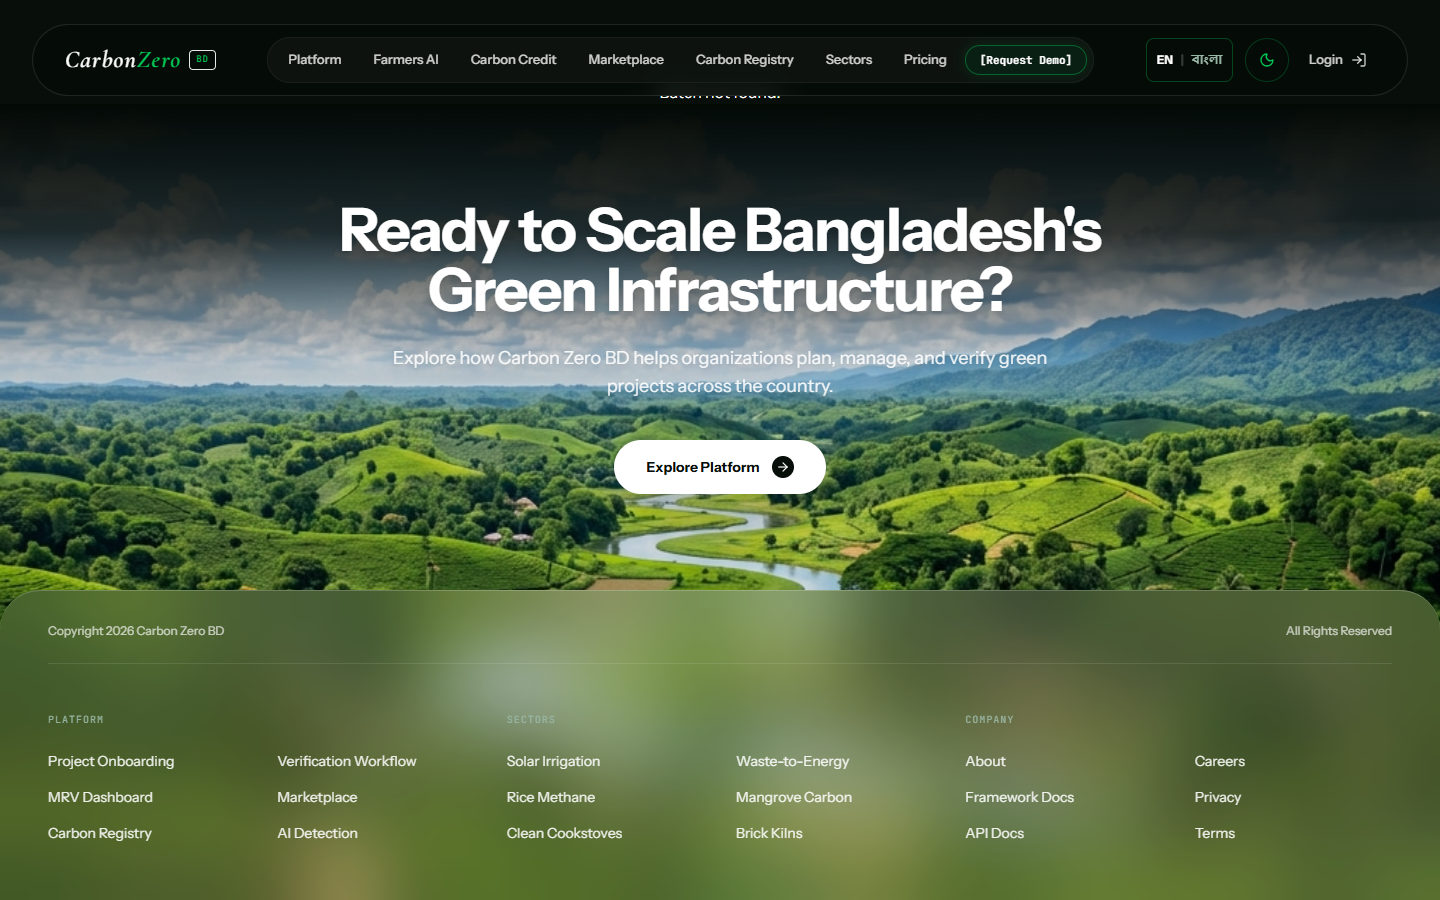 CarbonZero BD
Platform Farmers AI Carbon Credit Marketplace Carbon Registry Sectors Pricing [Request Demo]
EN | বাংলা
Login
Batch not found.
Ready to Scale Bangladesh's
Green Infrastructure?
Explore how Carbon Zero BD helps organizations plan, manage, and verify green
projects across the country.
Explore Platform
Copyright 2026 Carbon Zero BD
All Rights Reserved
PLATFORM SECTORS COMPANY
Project Onboarding Verification Workflow Solar Irrigation Waste-to-Energy About Careers
MRV Dashboard Marketplace Rice Methane Mangrove Carbon Framework Docs Privacy
Carbon Registry AI Detection Clean Cookstoves Brick Kilns API Docs Terms